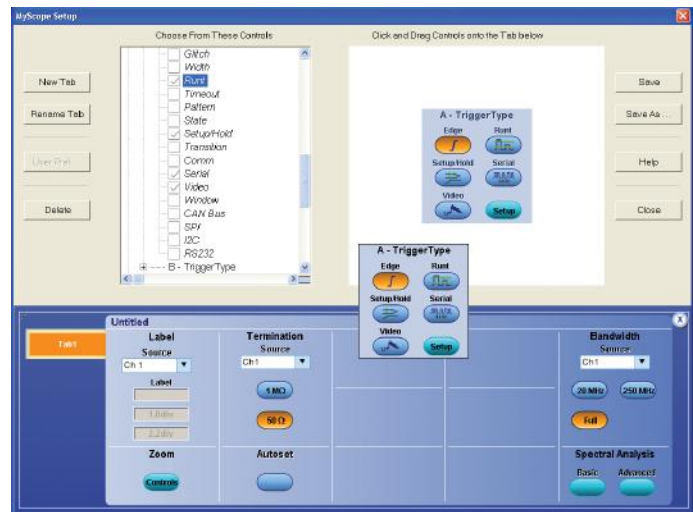 MyScope Setup
Choose From These Controls
Click and Drag Controls onto the Tab below
New Tab
Rename Tab
Delete
Glitch
Width
Runt
Timeout
Pattern
State
Setup/Hold
Transition
Comm
Serial
Video
Window
CAN Bus
SPI
I2C
RS232
B - TriggerType
A - TriggerType
Edge Runt
Setup/Hold Serial
Video
Setup
Save
Save As ...
Help
Close
A - TriggerType
Edge Runt
Setup/Hold Serial
Video
Setup
Tab1
Untitled
X
Label
Source
Ch 1
Label
1.0div
2.2div
Zoom
Controls
Termination
Source
Ch1
1 MΩ
50 Ω
Autoset
Bandwidth
Source
Ch1
20 MHz 250 MHz
Full
Spectral Analysis
Basic Advanced